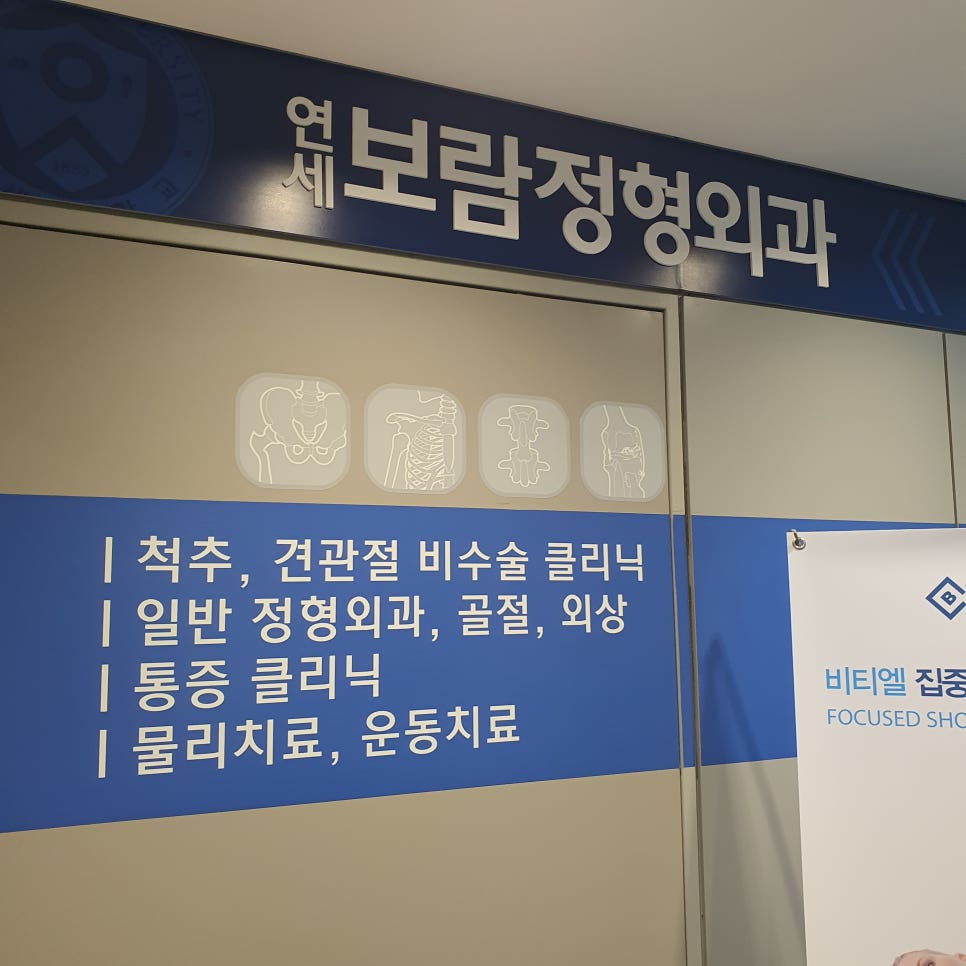 연세 보람정형외과
| 척추, 견관절 비수술 클리닉
| 일반 정형외과, 골절, 외상
| 통증 클리닉
| 물리치료, 운동치료
B
비티엘 집중
FOCUSED SHO